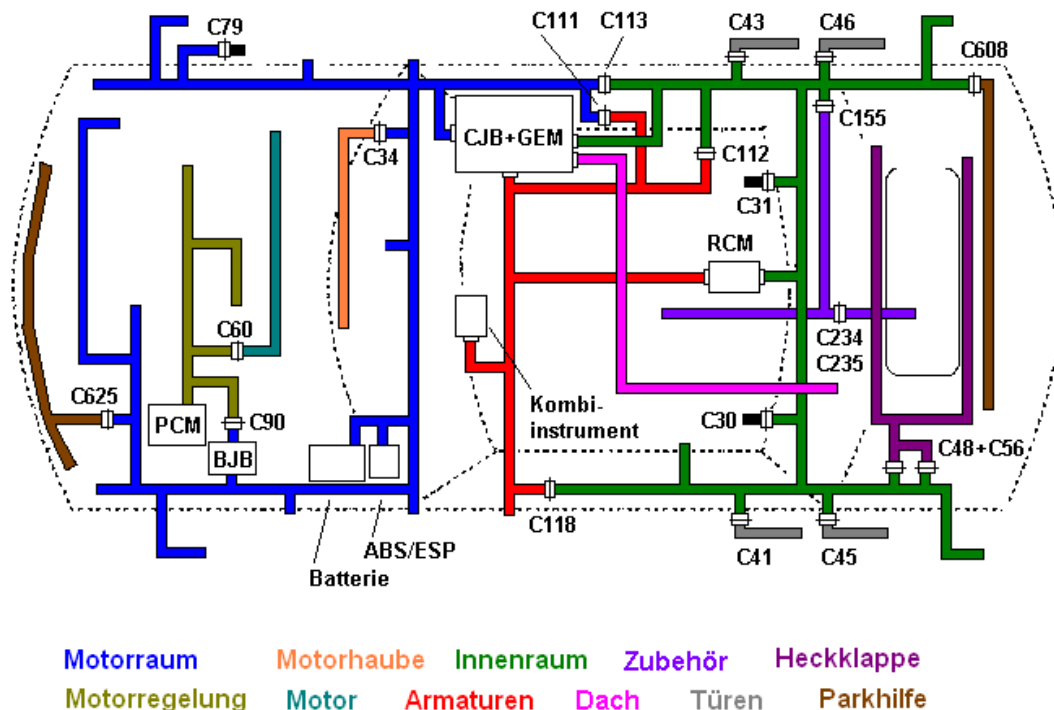 C79
C111
C113
C43
C46
C608
CJB+GEM
C34
C155
C112
C31
RCM
C60
C234
C235
C625
PCM
C90
BJB
Kombi-
instrument
C30
C48+C56
C118
ABS/ESP
Batterie
C41
C45
Motorraum Motorhaube Innenraum Zubehör Heckklappe
Motorregelung Motor Armaturen Dach Türen Parkhilfe